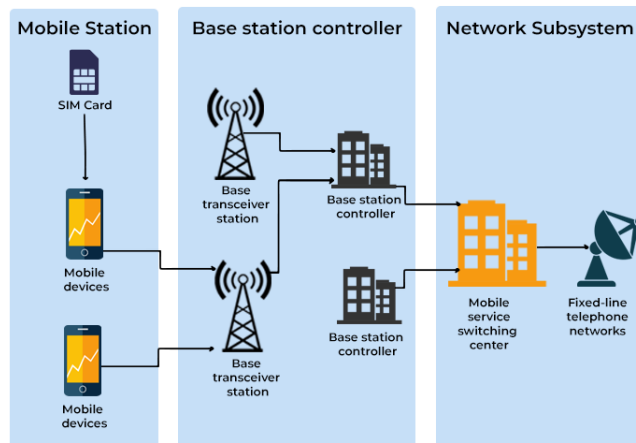 Mobile Station
SIM Card
Mobile
devices
Mobile
devices
Base station controller
Base
transceiver
station
Base station
controller
Base
transceiver
station
Base station
controller
Network Subsystem
Mobile
service
switching
center
Fixed-line
telephone
networks